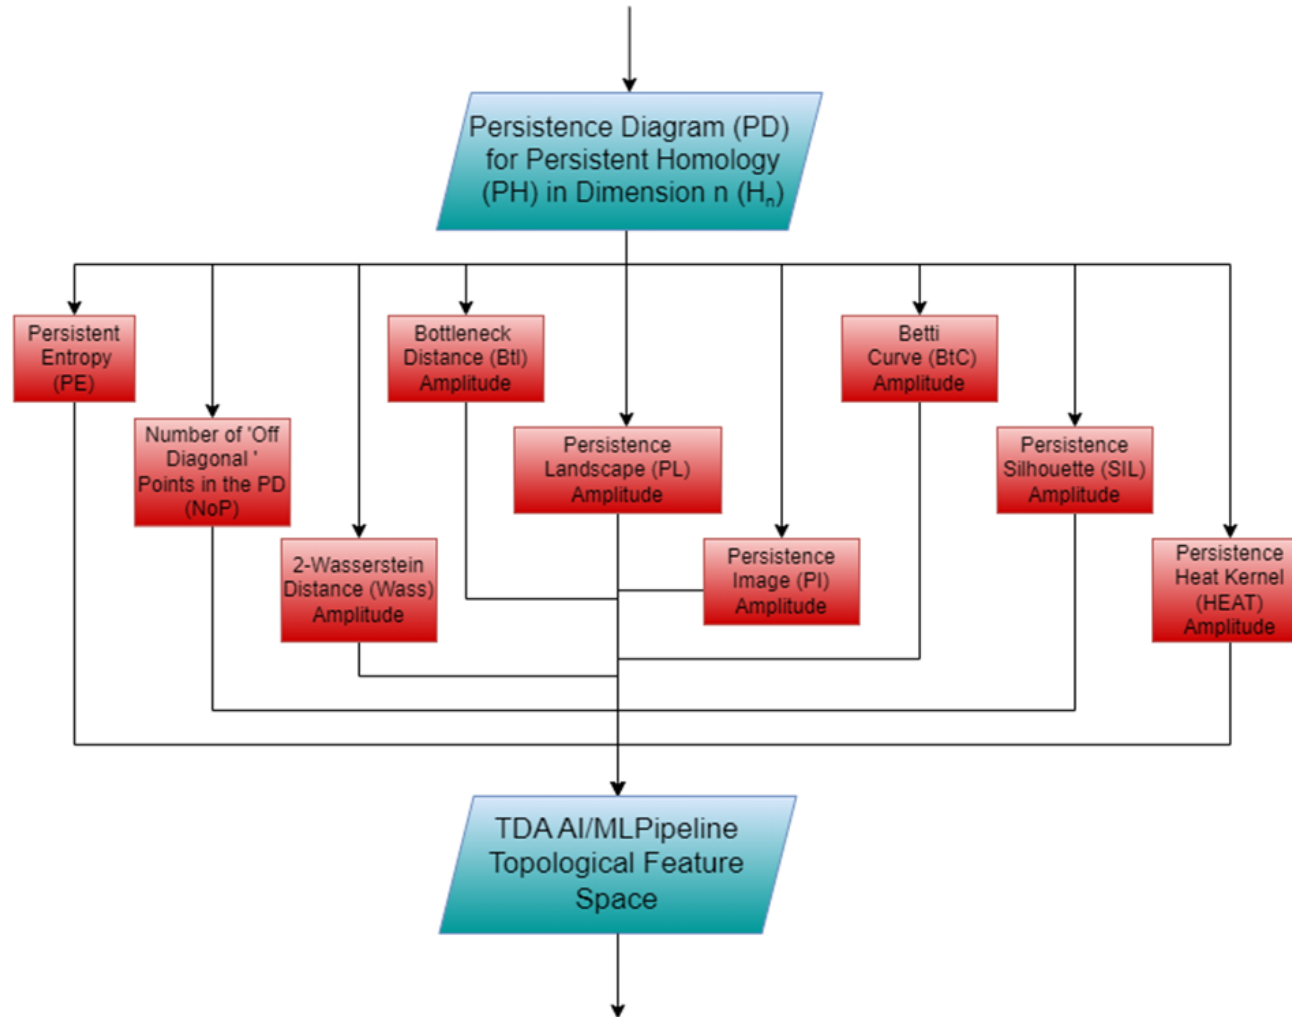 Persistence Diagram (PD)
for Persistent Homology
(PH) in Dimension n (Hₙ)
Persistent
Entropy
(PE)
Number of 'Off
Diagonal '
Points in the PD
(NoP)
2-Wasserstein
Distance (Wass)
Amplitude
Bottleneck
Distance (Btl)
Amplitude
Persistence
Landscape (PL)
Amplitude
Persistence
Image (PI)
Amplitude
Betti
Curve (BtC)
Amplitude
Persistence
Silhouette (SIL)
Amplitude
Persistence
Heat Kernel
(HEAT)
Amplitude
TDA AI/MLPipeline
Topological Feature
Space